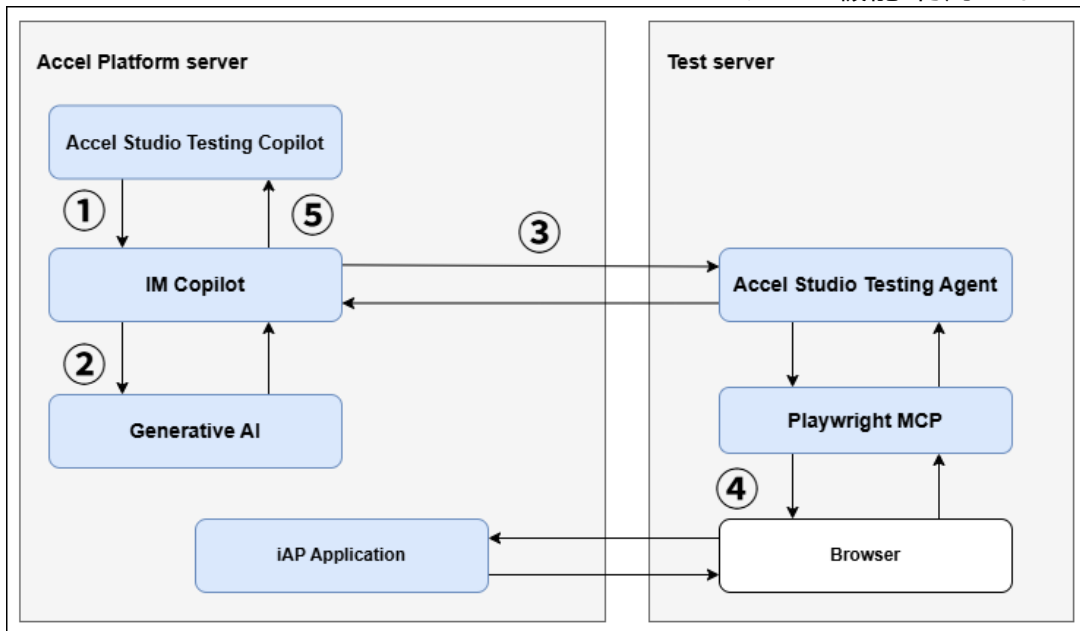 Accel Platform server
Test server
Accel Studio Testing Copilot
①
⑤
③
IM Copilot
Accel Studio Testing Agent
②
Generative AI
Playwright MCP
④
iAP Application
Browser